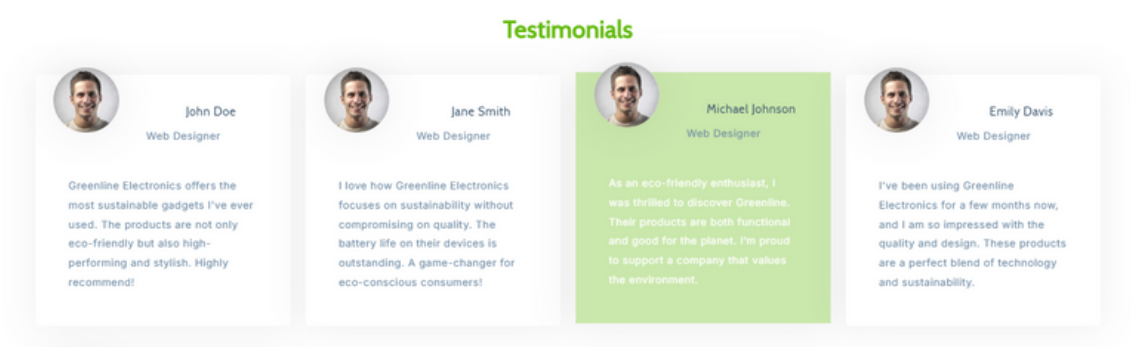 Testimonials
John Doe
Web Designer
Greenline Electronics offers the
most sustainable gadgets I've ever
used. The products are not only
eco-friendly but also high-
performing and stylish. Highly
recommend!
Jane Smith
Web Designer
I love how Greenline Electronics
focuses on sustainability without
compromising on quality. The
battery life on their devices is
outstanding. A game-changer for
eco-conscious consumers!
Michael Johnson
Web Designer
As an eco-friendly enthusiast, I
was thrilled to discover Greenline.
Their products are both functional
and good for the planet. I'm proud
to support a company that values
the environment.
Emily Davis
Web Designer
I've been using Greenline
Electronics for a few months now,
and I am so impressed with the
quality and design. These products
are a perfect blend of technology
and sustainability.